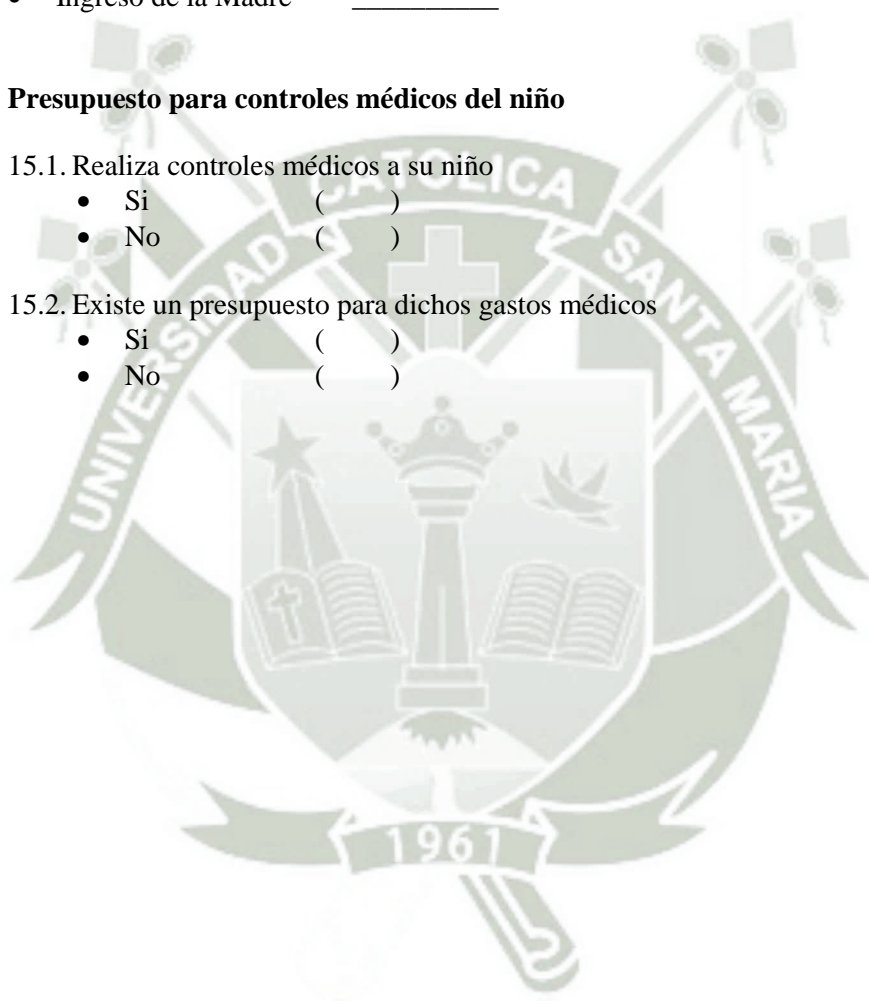 • Ingreso de la Madre __________
Presupuesto para controles médicos del niño
15.1. Realiza controles médicos a su niño
• Si ( )
• No ( )
15.2. Existe un presupuesto para dichos gastos médicos
• Si ( )
• No ( )
UNIVERSIDAD CATOLICA SANTA MARIA
1961